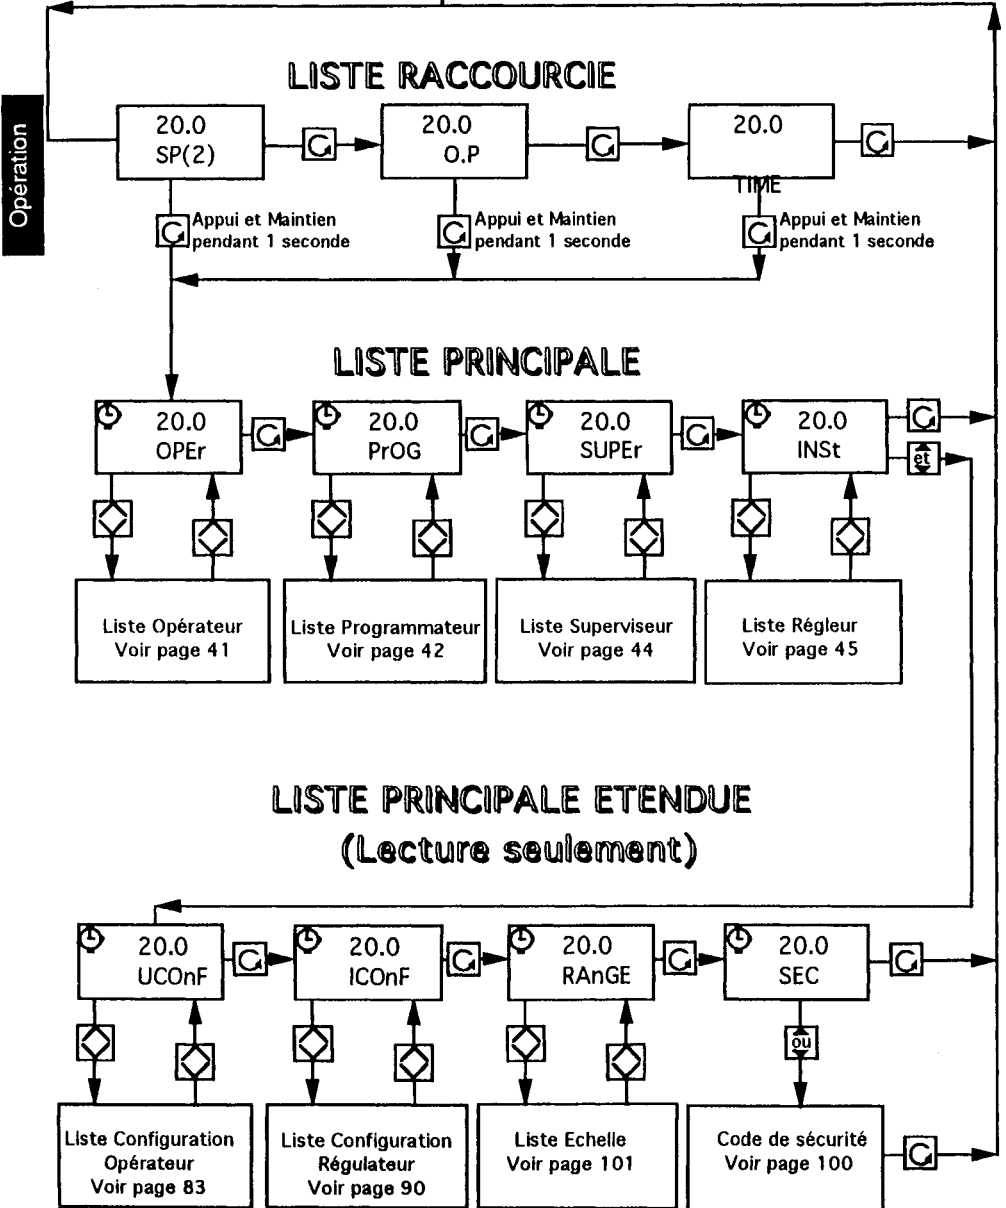 Opération
LISTE RACCOURCIE
20.0
SP(2)
20.0
O.P
20.0
TIME
Appui et Maintien
pendant 1 seconde
Appui et Maintien
pendant 1 seconde
Appui et Maintien
pendant 1 seconde
LISTE PRINCIPALE
20.0
OPEr
20.0
PrOG
20.0
SUPEr
20.0
INSt
et
Liste Opérateur
Voir page 41
Liste Programmateur
Voir page 42
Liste Superviseur
Voir page 44
Liste Régleur
Voir page 45
LISTE PRINCIPALE ETENDUE
(Lecture seulement)
20.0
UCOnF
20.0
ICOnF
20.0
RAnGE
20.0
SEC
ou
Liste Configuration
Opérateur
Voir page 83
Liste Configuration
Régulateur
Voir page 90
Liste Echelle
Voir page 101
Code de sécurité
Voir page 100